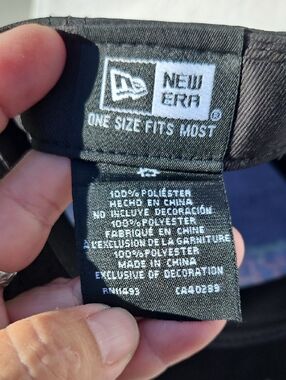 NEW
ERA
®
ONE SIZE FITS MOST
100% POLIÉSTER
HECHO EN CHINA
NO INCLUYE DECORACIÓN
100% POLYESTER
FABRIQUÉ EN CHINE
À L'EXCLUSION DE LA GARNITURE
100% POLYESTER
MADE IN CHINA
EXCLUSIVE OF DECORATION
RN11493 CA40289